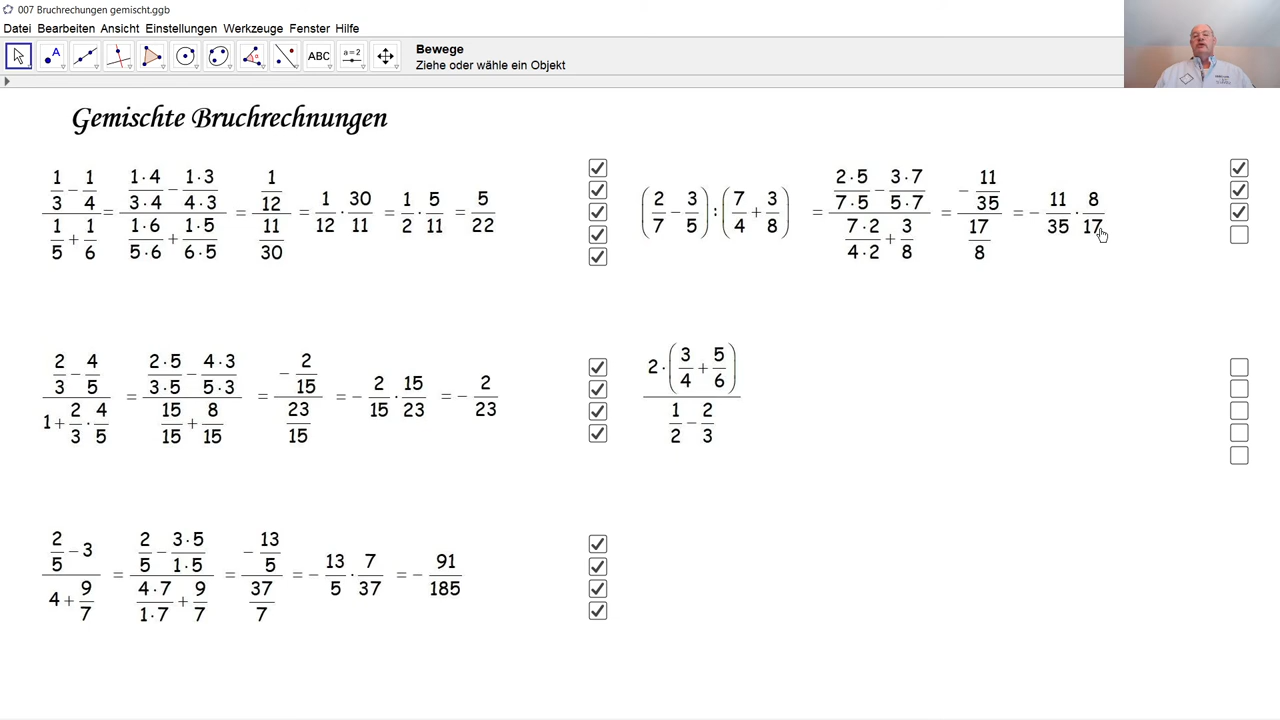 007 Bruchrechungen gemischt.ggb
Datei Bearbeiten Ansicht Einstellungen Werkzeuge Fenster Hilfe
A
ABC
a=2
Bewege
Ziehe oder wähle ein Objekt
Gemischte Bruchrechnungen
(1/3 − 1/4)/(1/5 + 1/6) = ((1·4)/(3·4) − (1·3)/(4·3))/((1·6)/(5·6) + (1·5)/(6·5)) = (1/12)/(11/30) = 1/12 · 30/11 = 1/2 · 5/11 = 5/22
(2/7 − 3/5) : (7/4 + 3/8) = ((2·5)/(7·5) − (3·7)/(5·7))/((7·2)/(4·2) + 3/8) = (− 11/35)/(17/8) = − 11/35 · 8/17
(2/3 − 4/5)/(1 + 2/3 · 4/5) = ((2·5)/(3·5) − (4·3)/(5·3))/(15/15 + 8/15) = (− 2/15)/(23/15) = − 2/15 · 15/23 = − 2/23
(2·(3/4 + 5/6))/(1/2 − 2/3)
(2/5 − 3)/(4 + 9/7) = (2/5 − (3·5)/(1·5))/((4·7)/(1·7) + 9/7) = (− 13/5)/(37/7) = − 13/5 · 7/37 = − 91/185